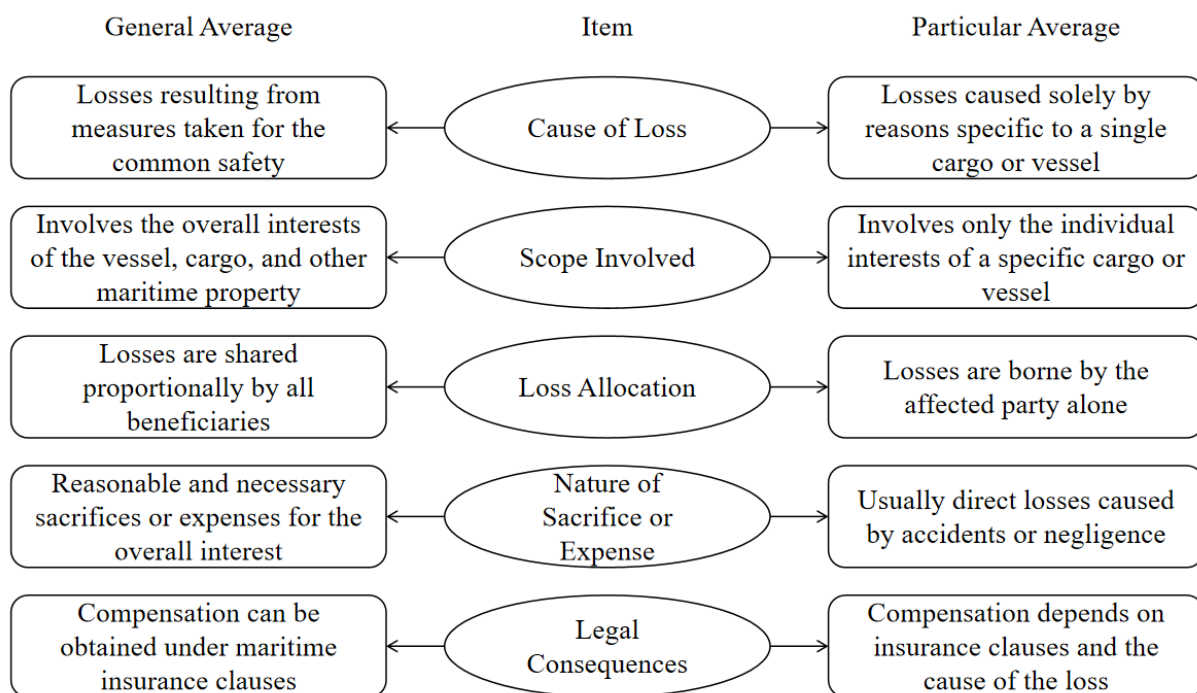 General Average
Item
Particular Average
Losses resulting from
measures taken for the
common safety
Cause of Loss
Losses caused solely by
reasons specific to a single
cargo or vessel
Involves the overall interests
of the vessel, cargo, and other
maritime property
Scope Involved
Involves only the individual
interests of a specific cargo or
vessel
Losses are shared
proportionally by all
beneficiaries
Loss Allocation
Losses are borne by the
affected party alone
Reasonable and necessary
sacrifices or expenses for the
overall interest
Nature of
Sacrifice or
Expense
Usually direct losses caused
by accidents or negligence
Compensation can be
obtained under maritime
insurance clauses
Legal
Consequences
Compensation depends on
insurance clauses and the
cause of the loss